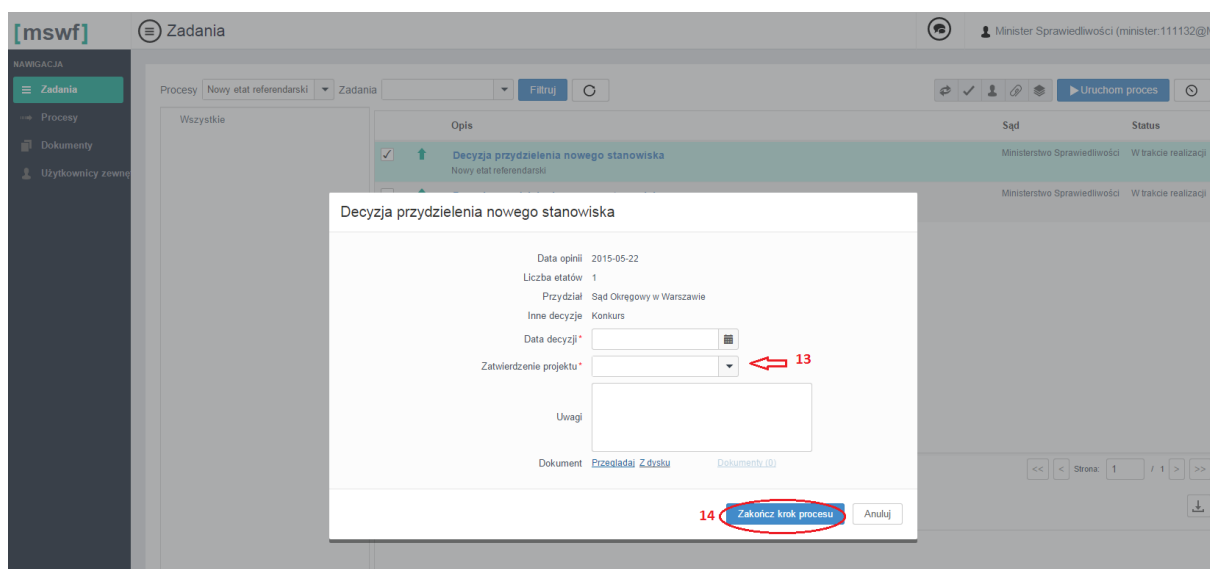 [mswf]
Zadania
Minister Sprawiedliwości (minister:111132@
NAWIGACJA
Zadania
Procesy
Dokumenty
Użytkownicy zewnę
Procesy Nowy etat referendarski Zadania Filtruj Uruchom proces
Wszystkie
Opis Sąd Status
Decyzja przydzielenia nowego stanowiska Ministerstwo Sprawiedliwości W trakcie realizacji
Nowy etat referendarski
Ministerstwo Sprawiedliwości W trakcie realizacji
Decyzja przydzielenia nowego stanowiska
Data opinii 2015-05-22
Liczba etatów 1
Przydział Sąd Okręgowy w Warszawie
Inne decyzje Konkurs
Data decyzji*
Zatwierdzenie projektu* 13
Uwagi
Dokument Przeglądaj Z dysku Dokumenty (0)
<< < Strona: 1 / 1 > >>
14 Zakończ krok procesu Anuluj